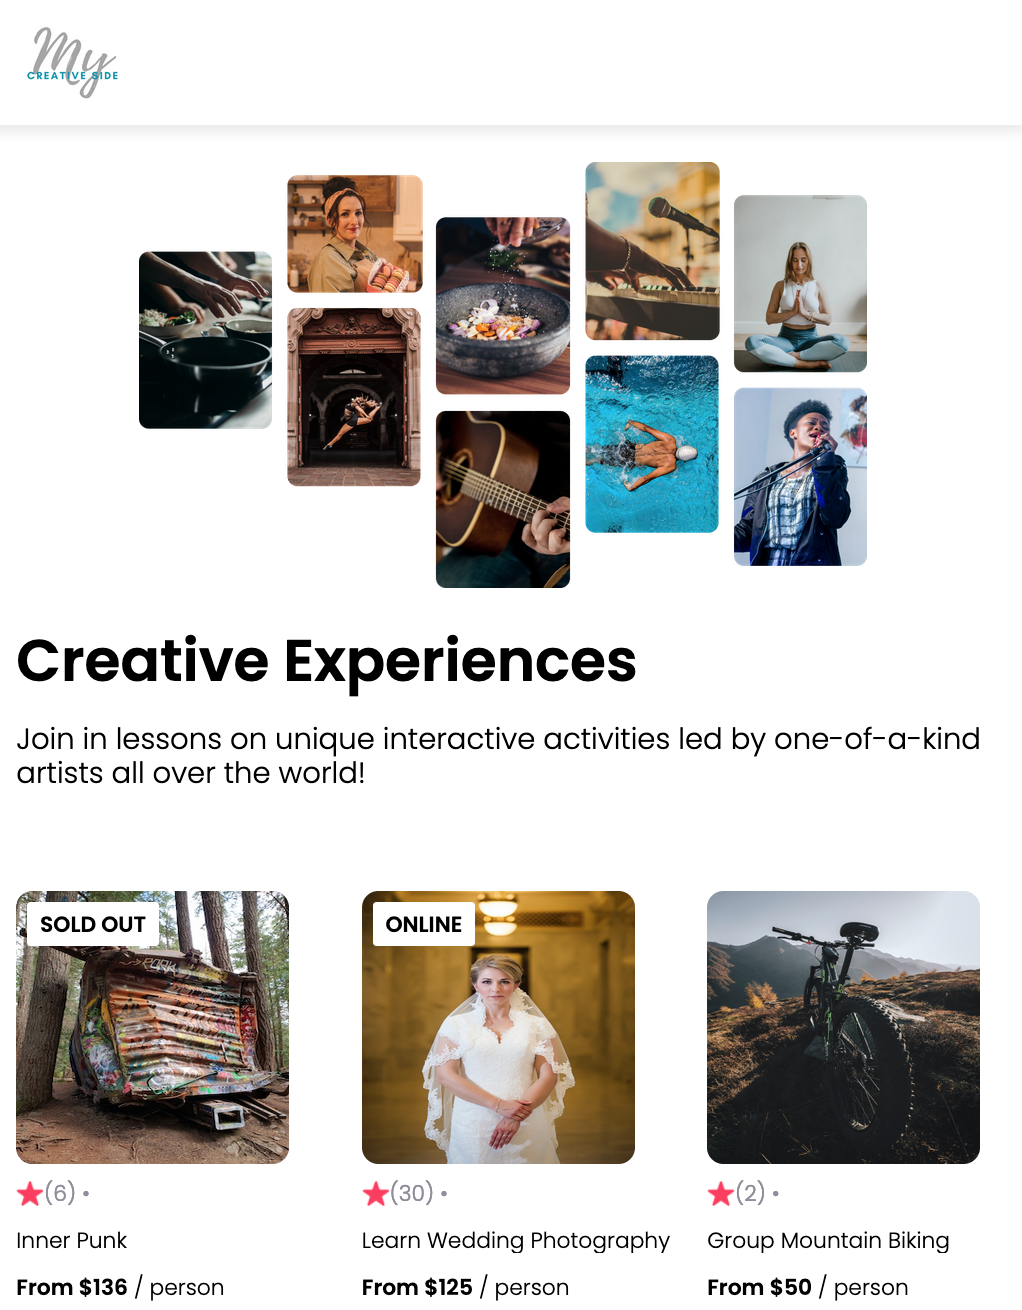 My
CREATIVE SIDE
Creative Experiences
Join in lessons on unique interactive activities led by one-of-a-kind
artists all over the world!
SOLD OUT
ONLINE
(6) •
(30) •
(2) •
Inner Punk
Learn Wedding Photography
Group Mountain Biking
From $136 / person
From $125 / person
From $50 / person